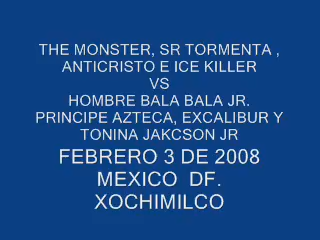 THE MONSTER, SR TORMENTA ,
ANTICRISTO E ICE KILLER
VS
HOMBRE BALA BALA JR.
PRINCIPE AZTECA, EXCALIBUR Y
TONINA JAKCSON JR
FEBRERO 3 DE 2008
MEXICO DF.
XOCHIMILCO